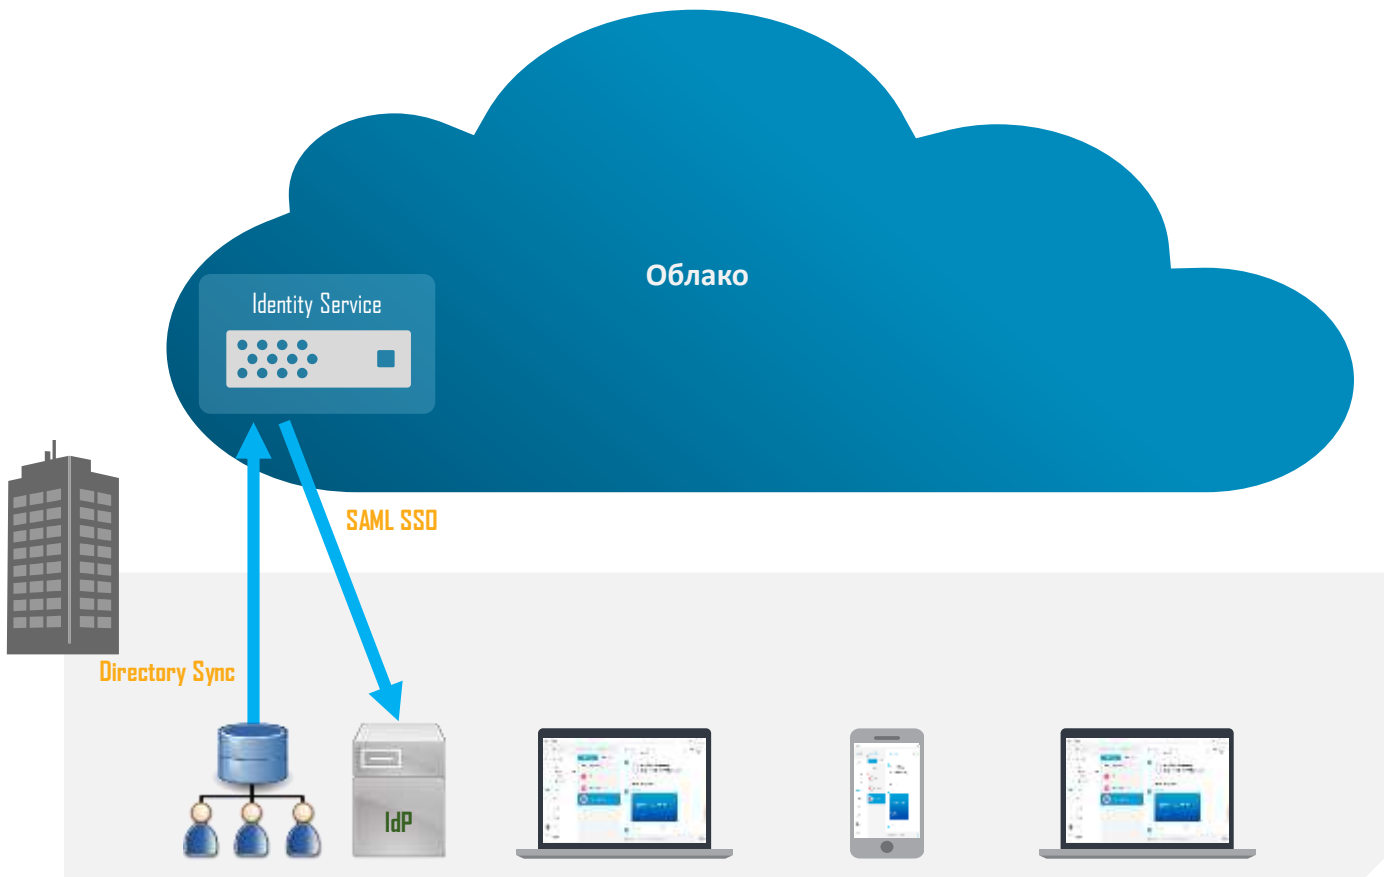 Облако
Identity Service
SAML SSO
Directory Sync
IdP